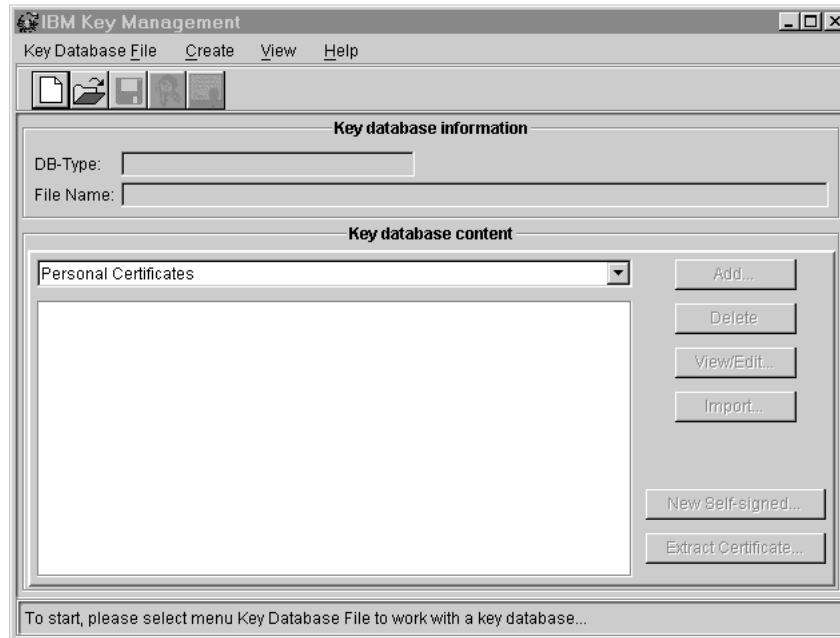 IBM Key Management
Key Database File Create View Help
Key database information
DB-Type:
File Name:
Key database content
Personal Certificates
Add...
Delete
View/Edit...
Import...
New Self-signed...
Extract Certificate...
To start, please select menu Key Database File to work with a key database...